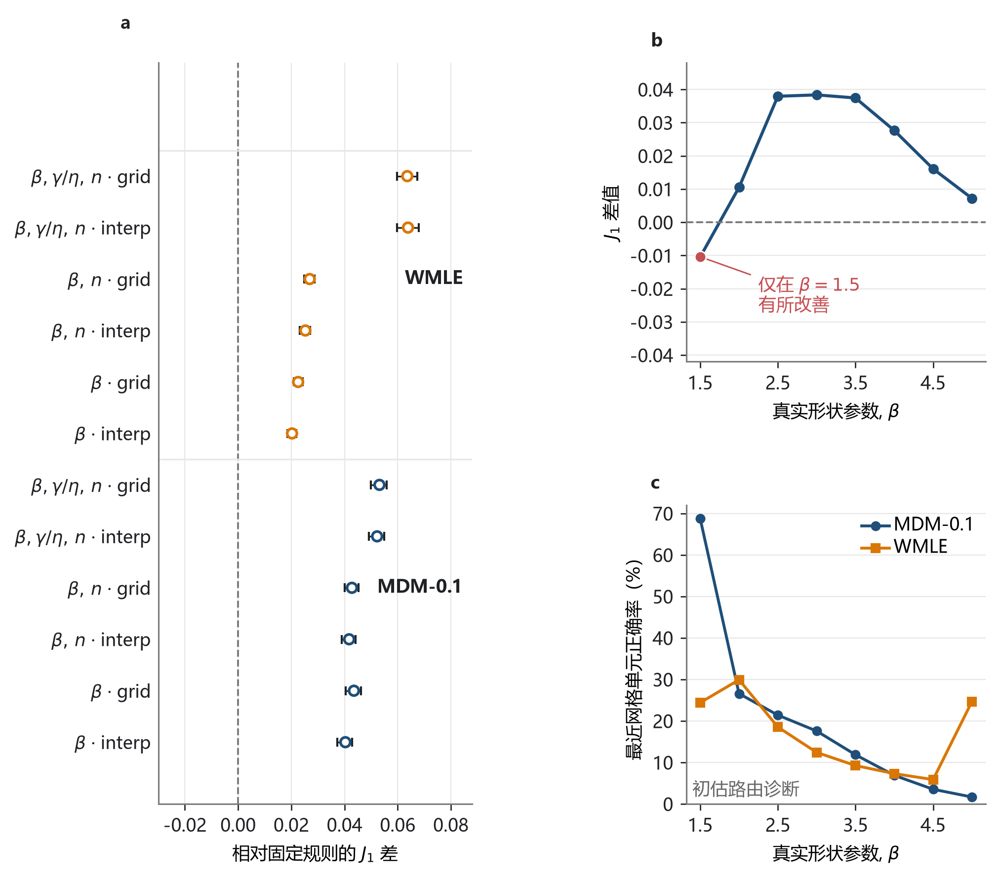 a
β, γ/η, n · grid
β, γ/η, n · interp
β, n · grid
WMLE
β, n · interp
β · grid
β · interp
β, γ/η, n · grid
β, γ/η, n · interp
β, n · grid
MDM-0.1
β, n · interp
β · grid
β · interp
-0.02 0.00 0.02 0.04 0.06 0.08
相对固定规则的 J₁ 差
b
0.04
0.03
0.02
0.01
0.00
-0.01
-0.02
-0.03
-0.04
J₁ 差值
仅在 β = 1.5
有所改善
1.5 2.5 3.5 4.5
真实形状参数, β
c
70
60
50
40
30
20
10
0
最近网格单元正确率 (%)
MDM-0.1
WMLE
初估路由诊断
1.5 2.5 3.5 4.5
真实形状参数, β